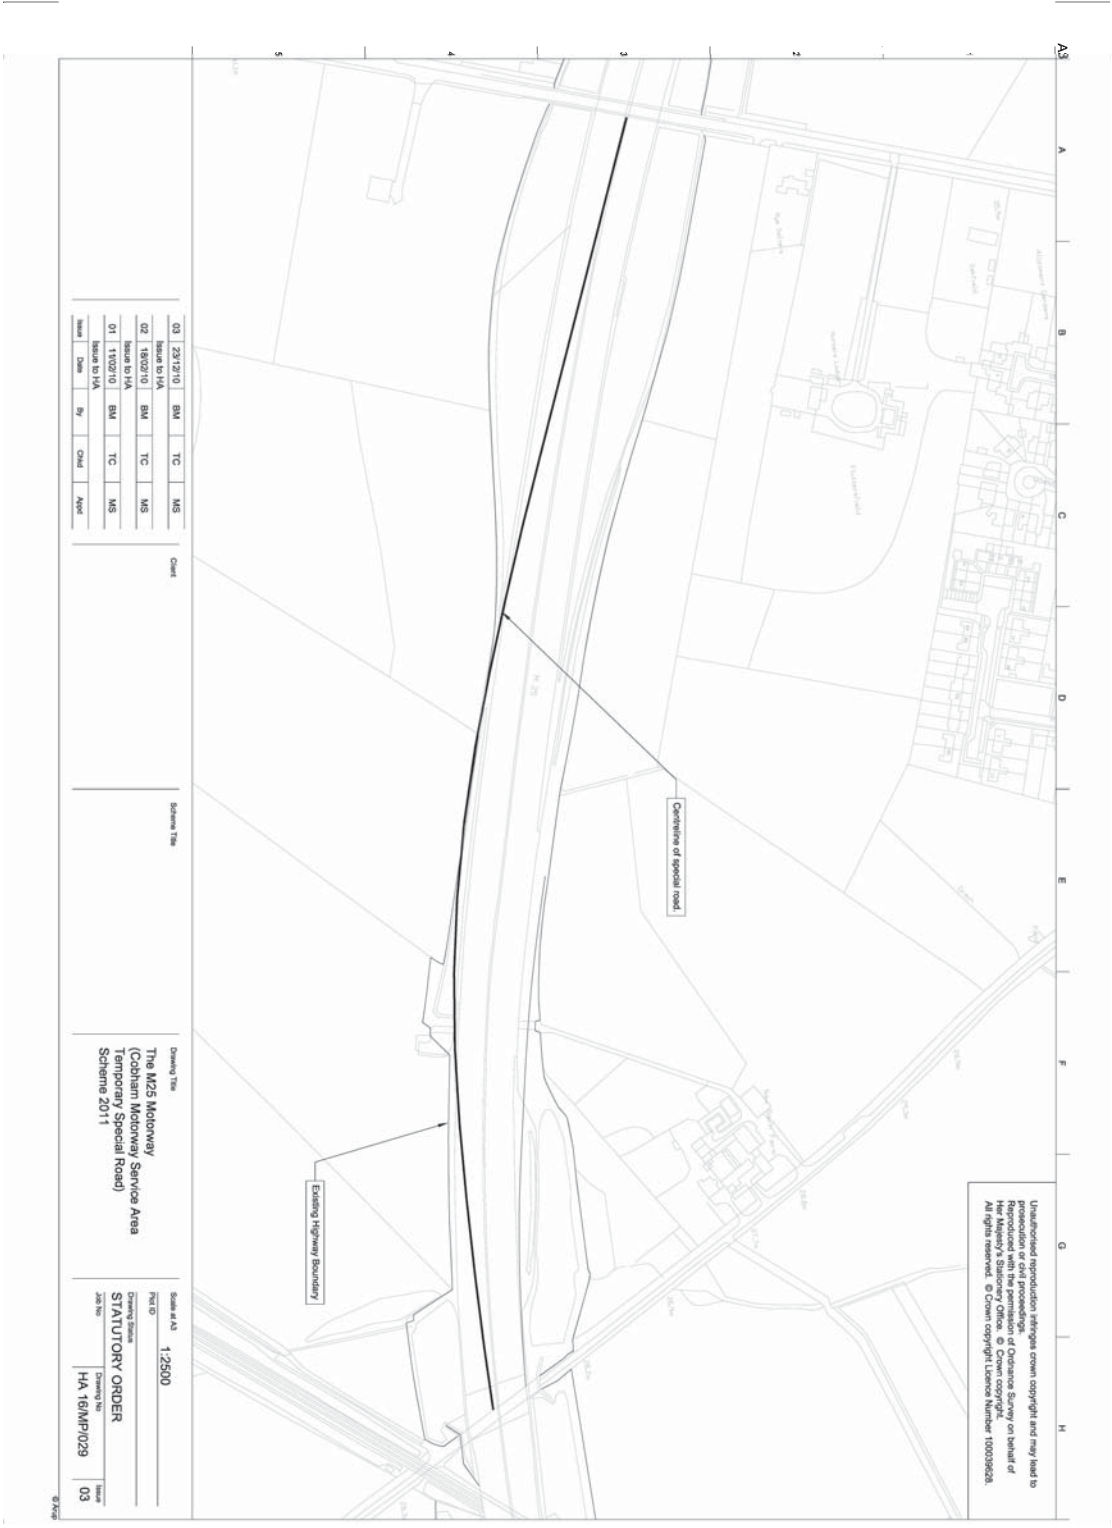 A3
1
2
3
4
5
A
B
C
D
E
F
G
H
Unauthorised reproduction infringes crown copyright and may lead to
prosecution or civil proceedings.
Reproduced with the permission of Ordnance Survey on behalf of
Her Majesty's Stationery Office. © Crown copyright.
All rights reserved. © Crown copyright Licence Number 100039628.
Centreline of special road.
Existing Highway Boundary
M 25
Drain
03 23/12/10 BM TC MS
Issue to HA
02 18/02/10 BM TC MS
Issue to HA
01 11/02/10 BM TC MS
Issue to HA
Issue Date By Chkd Appd
Client
Scheme Title
Drawing Title
The M25 Motorway
(Cobham Motorway Service Area
Temporary Special Road)
Scheme 2011
Scale at A3
1:2500
Plot ID
Drawing Status
STATUTORY ORDER
Job No
Drawing No
HA 16/MP/029
Issue
03
© Arup